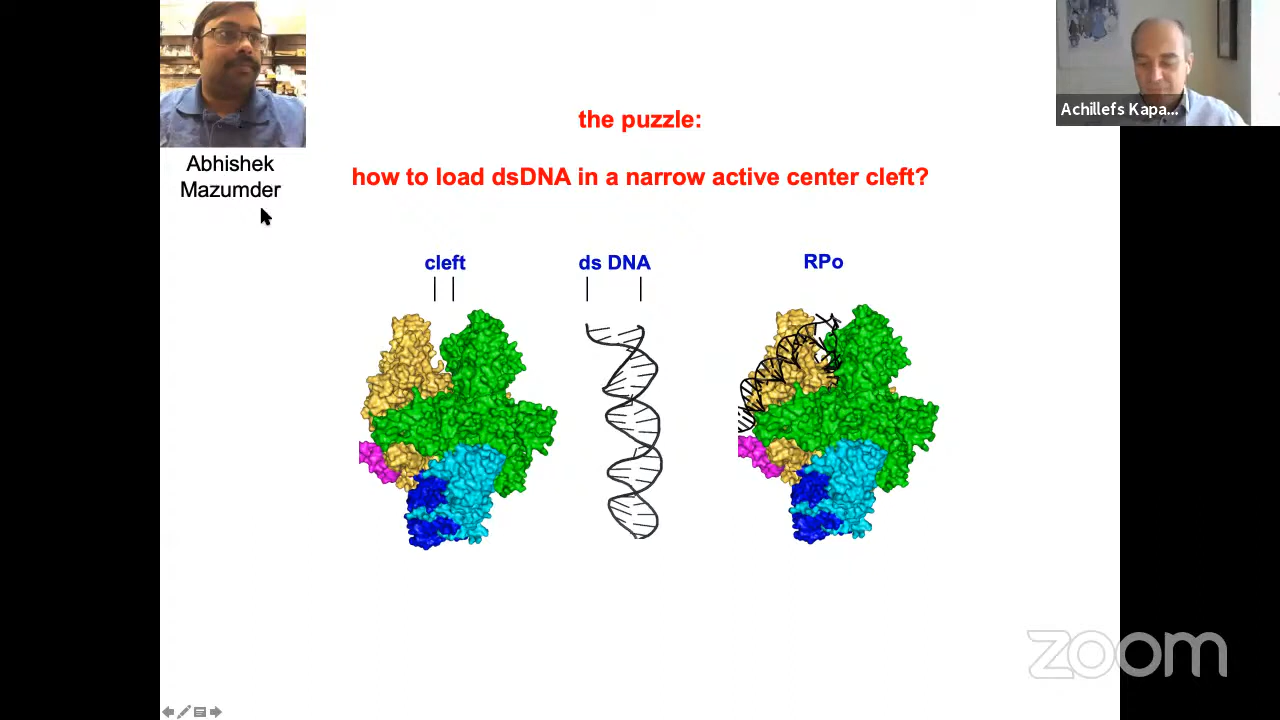 Abhishek
Mazumder
Achillefs Kapa...
the puzzle:
how to load dsDNA in a narrow active center cleft?
cleft
ds DNA
RPo
zoom